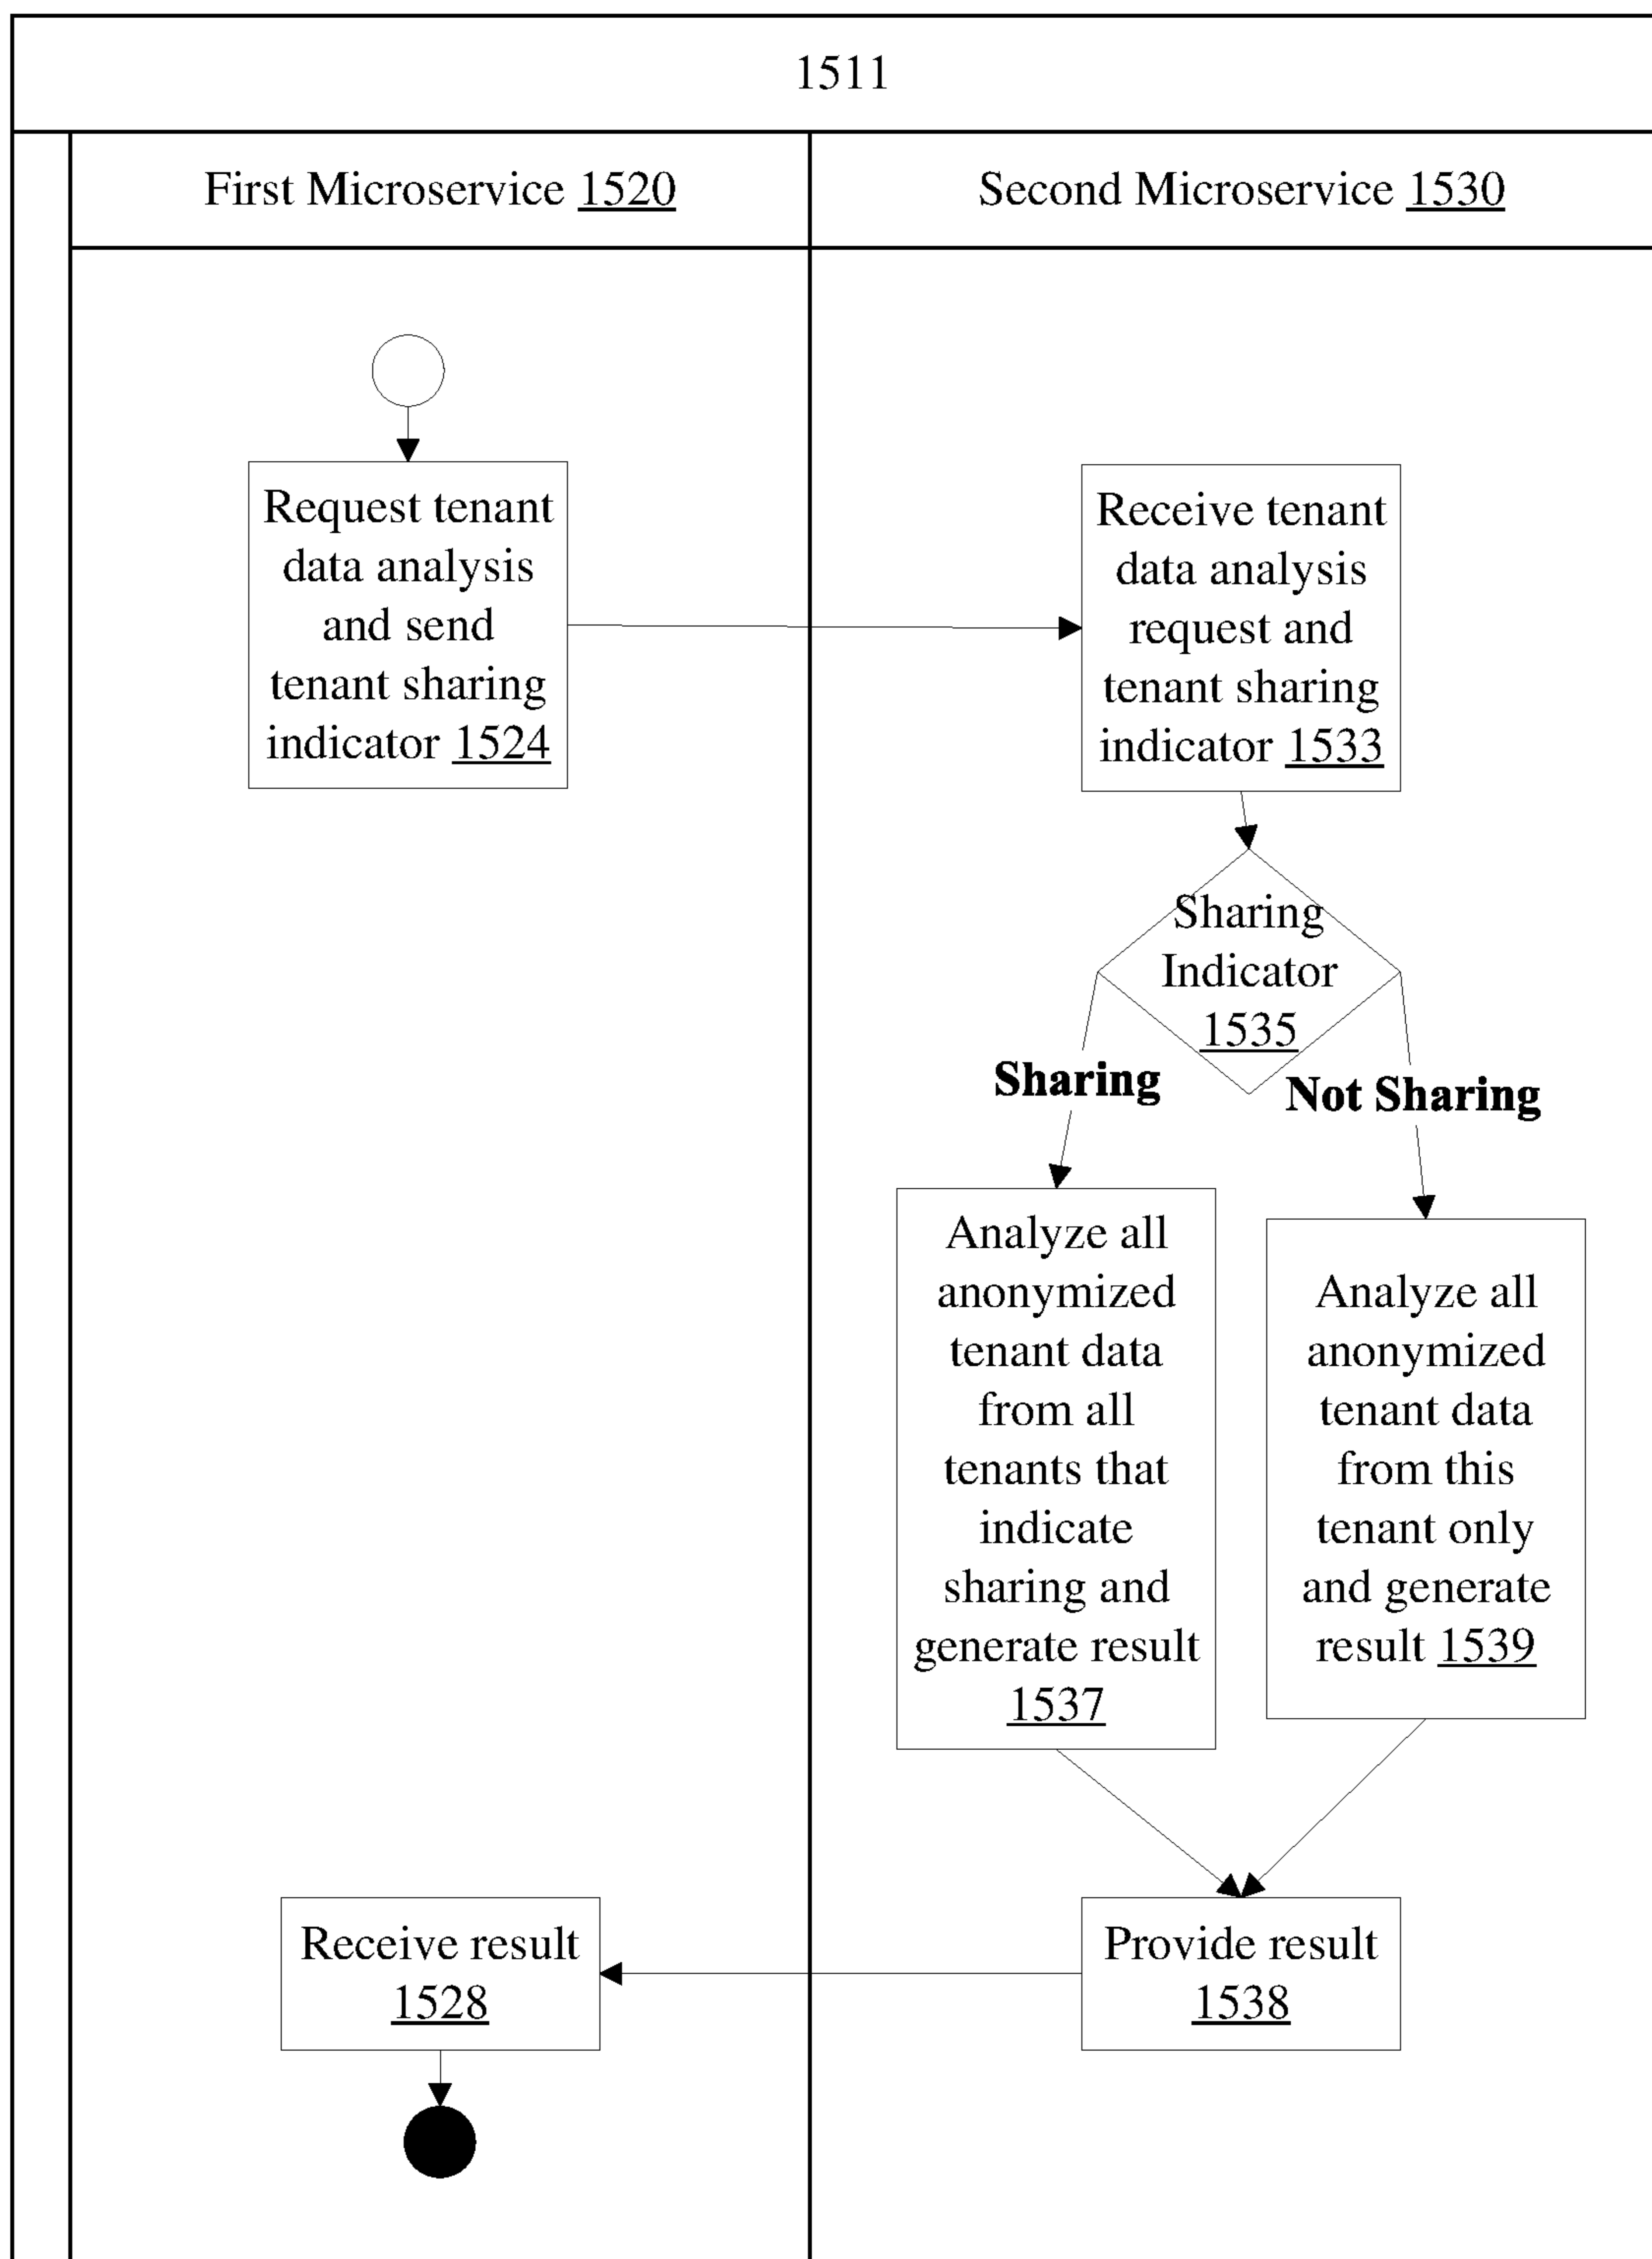 1511
First Microservice 1520
Second Microservice 1530
Request tenant
data analysis
and send
tenant sharing
indicator 1524
Receive tenant
data analysis
request and
tenant sharing
indicator 1533
Sharing
Indicator
1535
Sharing
Not Sharing
Analyze all
anonymized
tenant data
from all
tenants that
indicate
sharing and
generate result
1537
Analyze all
anonymized
tenant data
from this
tenant only
and generate
result 1539
Receive result
1528
Provide result
1538